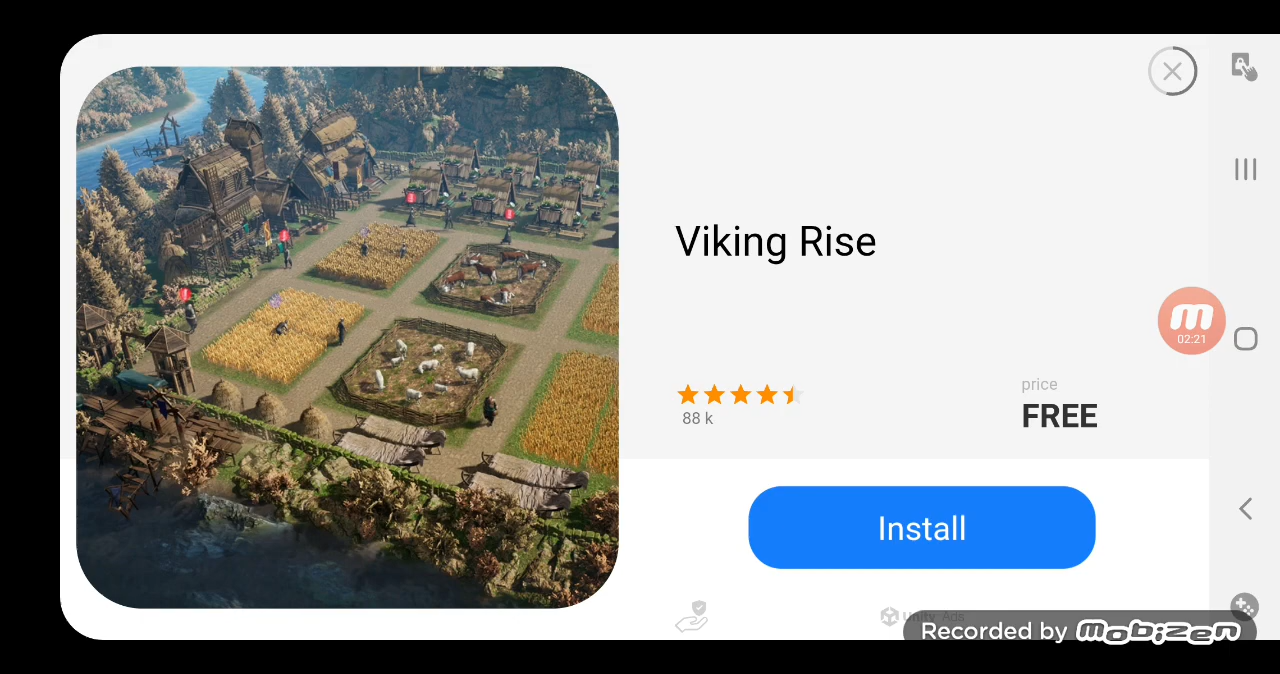 Viking Rise
88 k
price
FREE
Install
m
02:21
Unity Ads
Recorded by mobizen